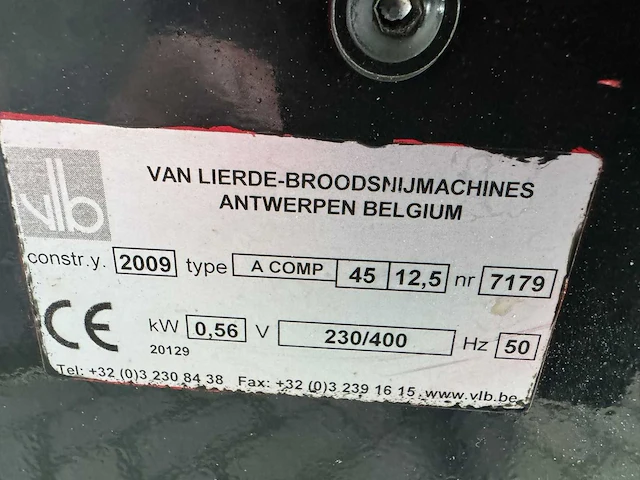 vlb
VAN LIERDE-BROODSNIJMACHINES
ANTWERPEN BELGIUM
constr.y. 2009 type A COMP 45 12,5 nr 7179
CE kW 0,56 V 230/400 Hz 50
20129
Tel: +32 (0)3 230 84 38 Fax: +32 (0)3 239 16 15 www.vlb.be